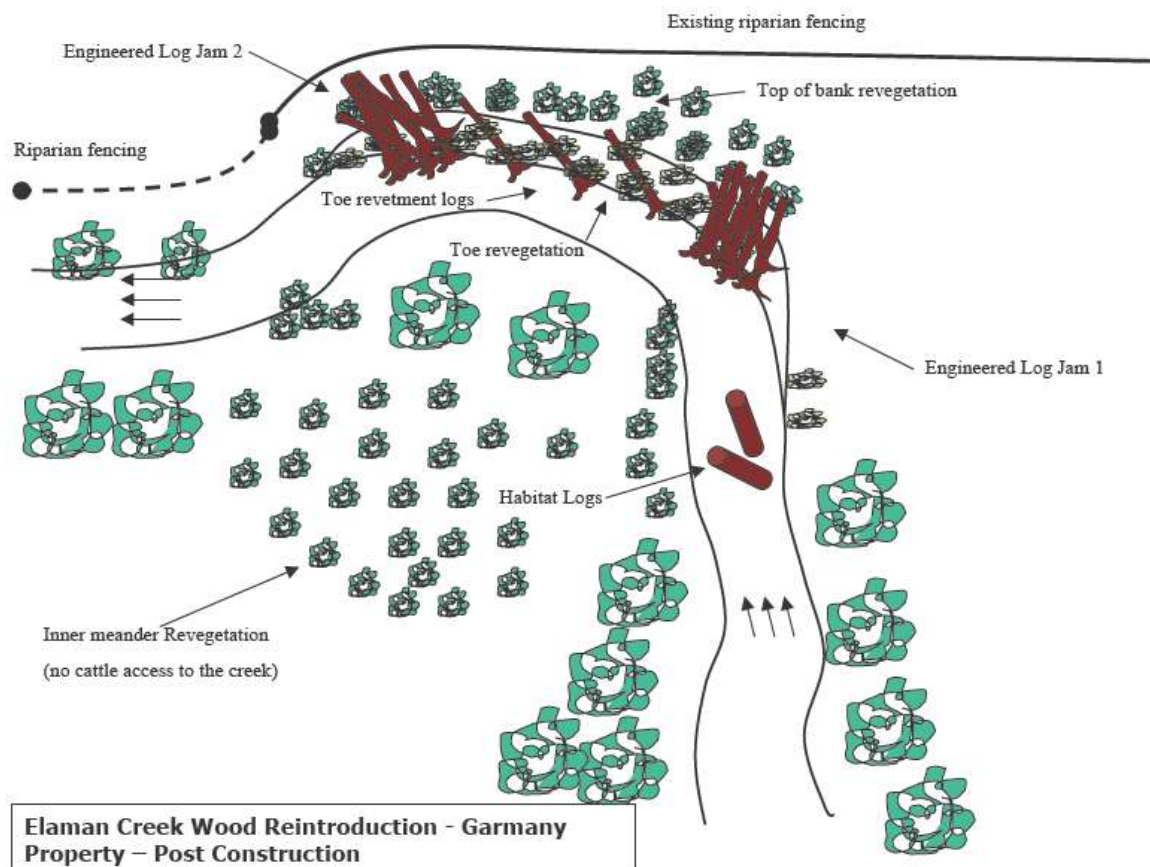 Existing riparian fencing
Engineered Log Jam 2
Top of bank revegetation
Riparian fencing
Toe revetment logs
Toe revegetation
Engineered Log Jam 1
Habitat Logs
Inner meander Revegetation
(no cattle access to the creek)
Elaman Creek Wood Reintroduction - Garmany
Property – Post Construction